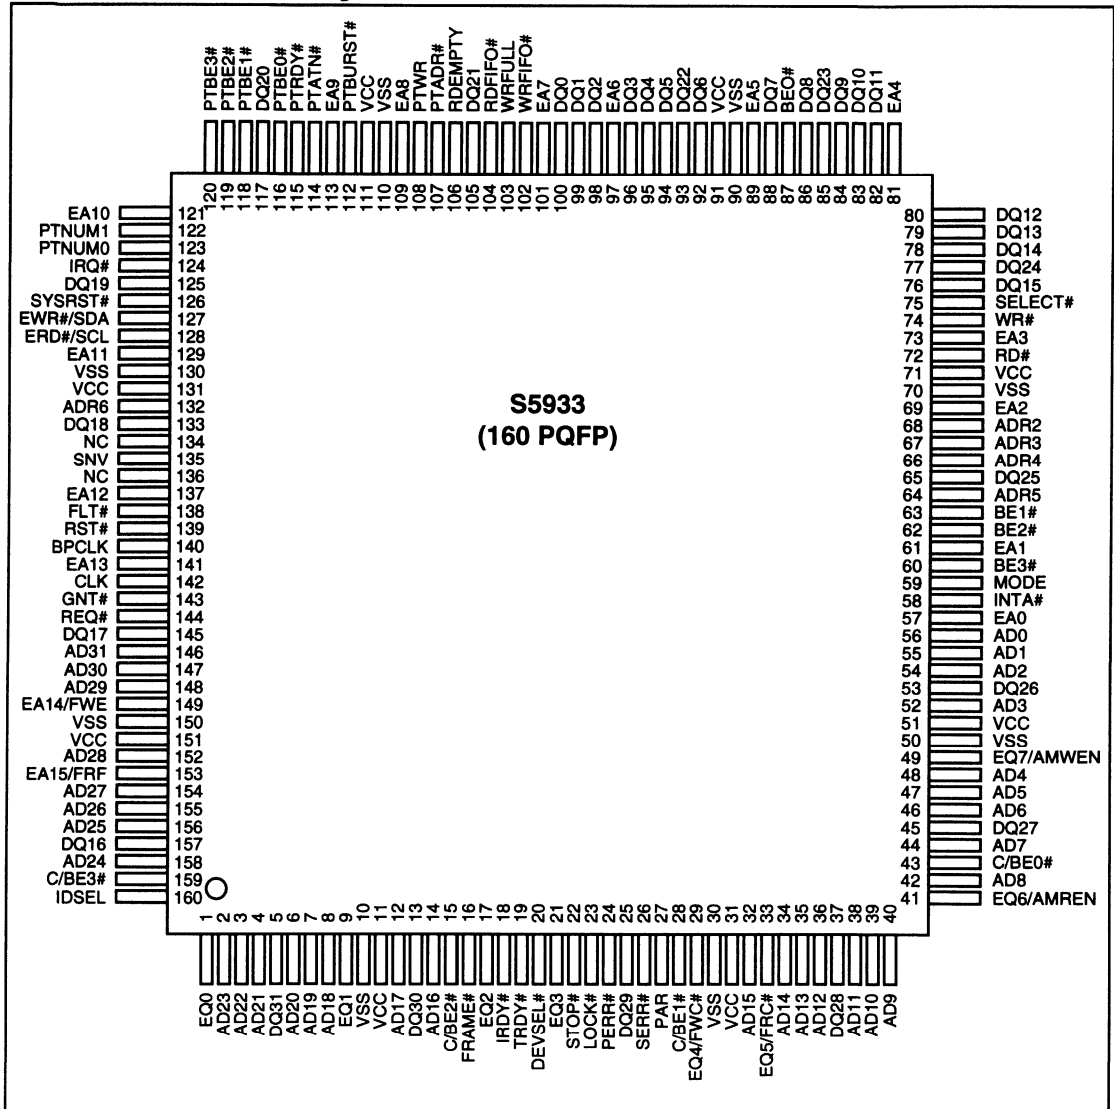 PTBE3# 120
PTBE2# 119
PTBE1# 118
DQ20 117
PTBE0# 116
PTRDY# 115
PTATN# 114
EA9 113
PTBURST# 112
VCC 111
VSS 110
EA8 109
PTWR 108
PTADR# 107
RDEMPTY 106
DQ21 105
RDFIFO# 104
WRFULL 103
WRFIFO# 102
EA7 101
DQ0 100
DQ1 99
DQ2 98
EA6 97
DQ3 96
DQ4 95
DQ5 94
DQ22 93
DQ6 92
VCC 91
VSS 90
EA5 89
DQ7 88
BEO# 87
DQ8 86
DQ23 85
DQ9 84
DQ10 83
DQ11 82
EA4 81
EA10 121
PTNUM1 122
PTNUM0 123
IRQ# 124
DQ19 125
SYSRST# 126
EWR#/SDA 127
ERD#/SCL 128
EA11 129
VSS 130
VCC 131
ADR6 132
DQ18 133
NC 134
SNV 135
NC 136
EA12 137
FLT# 138
RST# 139
BPCLK 140
EA13 141
CLK 142
GNT# 143
REQ# 144
DQ17 145
AD31 146
AD30 147
AD29 148
EA14/FWE 149
VSS 150
VCC 151
AD28 152
EA15/FRF 153
AD27 154
AD26 155
AD25 156
DQ16 157
AD24 158
C/BE3# 159
IDSEL 160
S5933
(160 PQFP)
80 DQ12
79 DQ13
78 DQ14
77 DQ24
76 DQ15
75 SELECT#
74 WR#
73 EA3
72 RD#
71 VCC
70 VSS
69 EA2
68 ADR2
67 ADR3
66 ADR4
65 DQ25
64 ADR5
63 BE1#
62 BE2#
61 EA1
60 BE3#
59 MODE
58 INTA#
57 EA0
56 AD0
55 AD1
54 AD2
53 DQ26
52 AD3
51 VCC
50 VSS
49 EQ7/AMWEN
48 AD4
47 AD5
46 AD6
45 DQ27
44 AD7
43 C/BE0#
42 AD8
41 EQ6/AMREN
1 EQ0
2 AD23
3 AD22
4 AD21
5 DQ31
6 AD20
7 AD19
8 AD18
9 EQ1
10 VSS
11 VCC
12 AD17
13 DQ30
14 AD16
15 C/BE2#
16 FRAME#
17 EQ2
18 IRDY#
19 TRDY#
20 DEVSEL#
21 EQ3
22 STOP#
23 LOCK#
24 PERR#
25 DQ29
26 SERR#
27 PAR
28 C/BE1#
29 EQ4/FWC#
30 VSS
31 VCC
32 AD15
33 EQ5/FRC#
34 AD14
35 AD13
36 AD12
37 DQ28
38 AD11
39 AD10
40 AD9